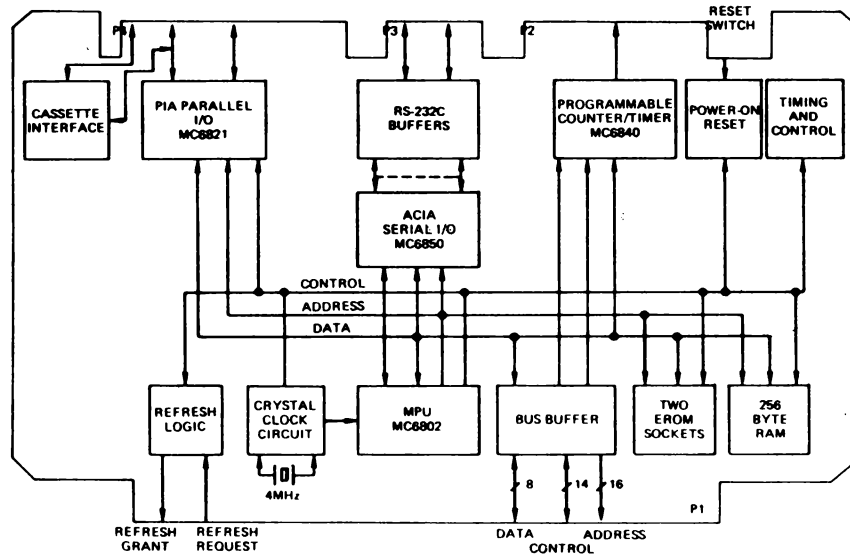 RESET
SWITCH
P3
P2
CASSETTE
INTERFACE
PIA PARALLEL
I/O
MC6821
RS-232C
BUFFERS
PROGRAMMABLE
COUNTER/TIMER
MC6840
POWER-ON
RESET
TIMING
AND
CONTROL
ACIA
SERIAL I/O
MC6850
CONTROL
ADDRESS
DATA
REFRESH
LOGIC
CRYSTAL
CLOCK
CIRCUIT
MPU
MC6802
BUS BUFFER
TWO
EROM
SOCKETS
256
BYTE
RAM
4MHz
8
14
16
P1
REFRESH
GRANT
REFRESH
REQUEST
DATA
CONTROL
ADDRESS